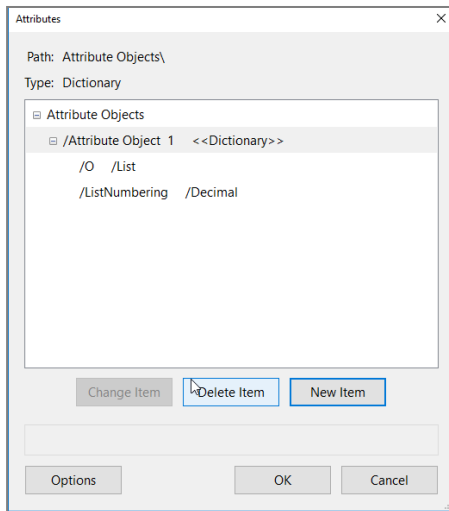 Attributes
Path: Attribute Objects\
Type: Dictionary
Attribute Objects
/Attribute Object 1 <<Dictionary>>
/O /List
/ListNumbering /Decimal
Change Item Delete Item New Item
Options OK Cancel